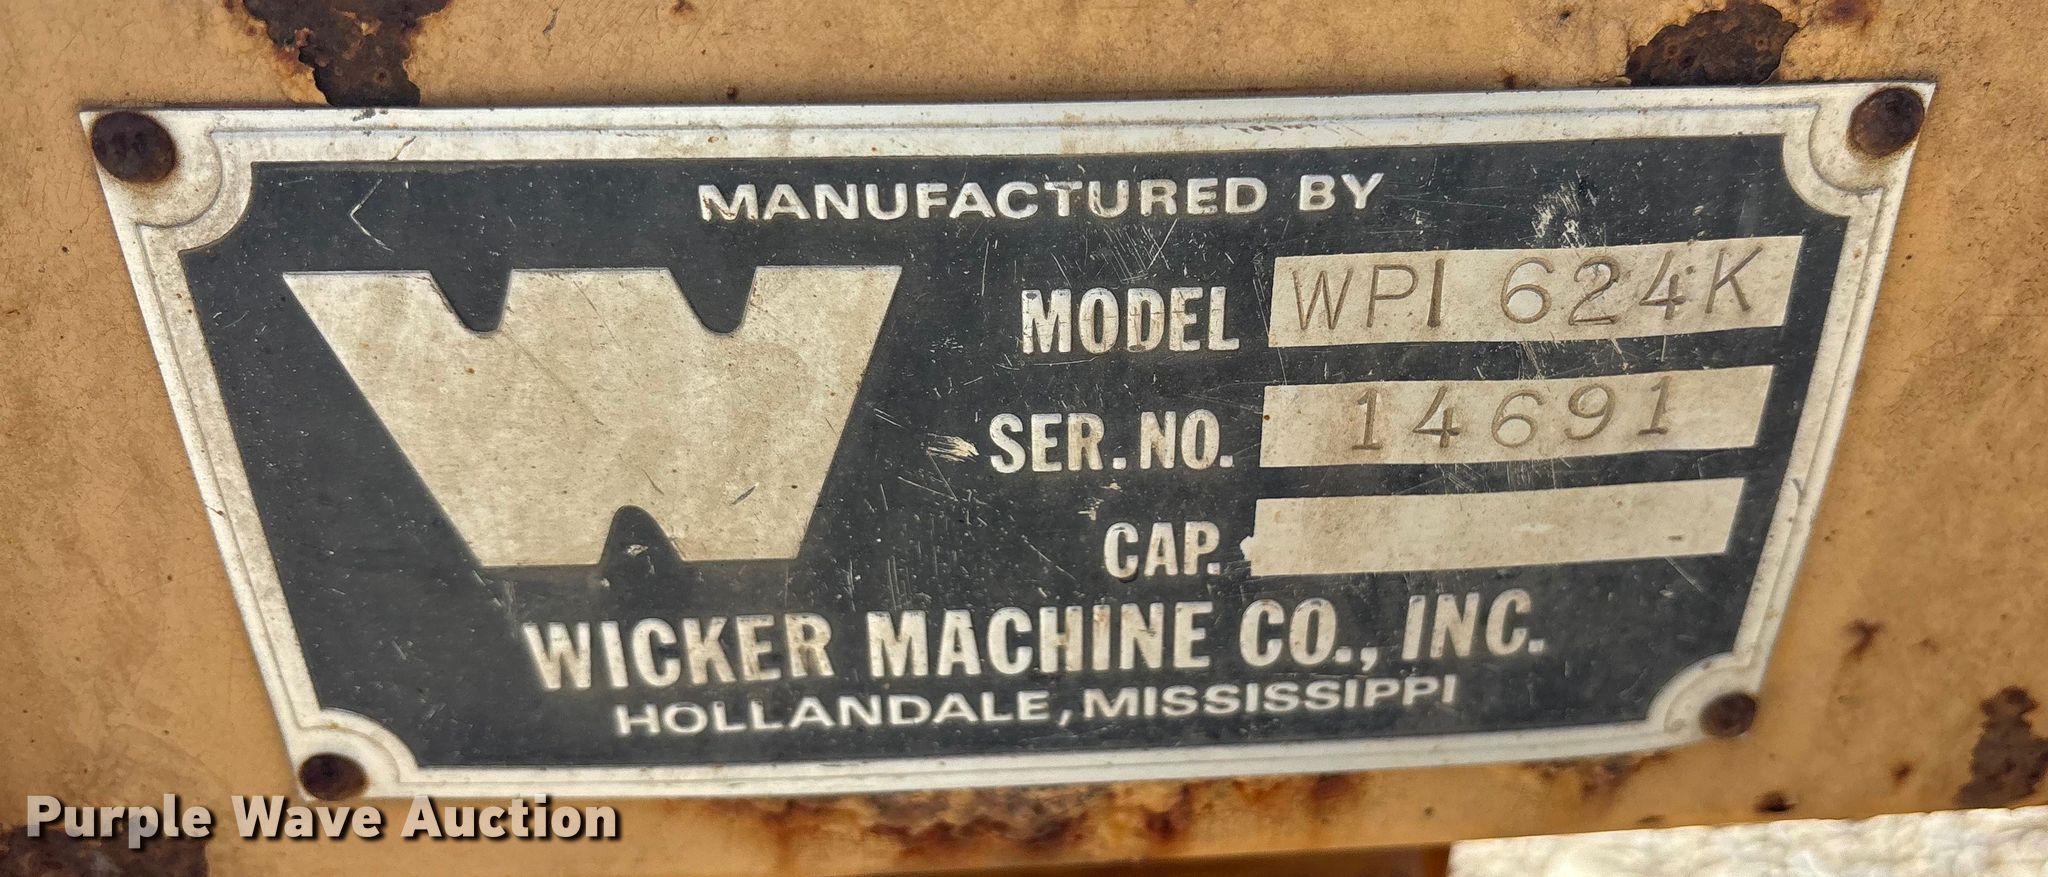 MANUFACTURED BY
W
MODEL WPI 624K
SER. NO. 14691
CAP.
WICKER MACHINE CO., INC.
HOLLANDALE, MISSISSIPPI
Purple Wave Auction